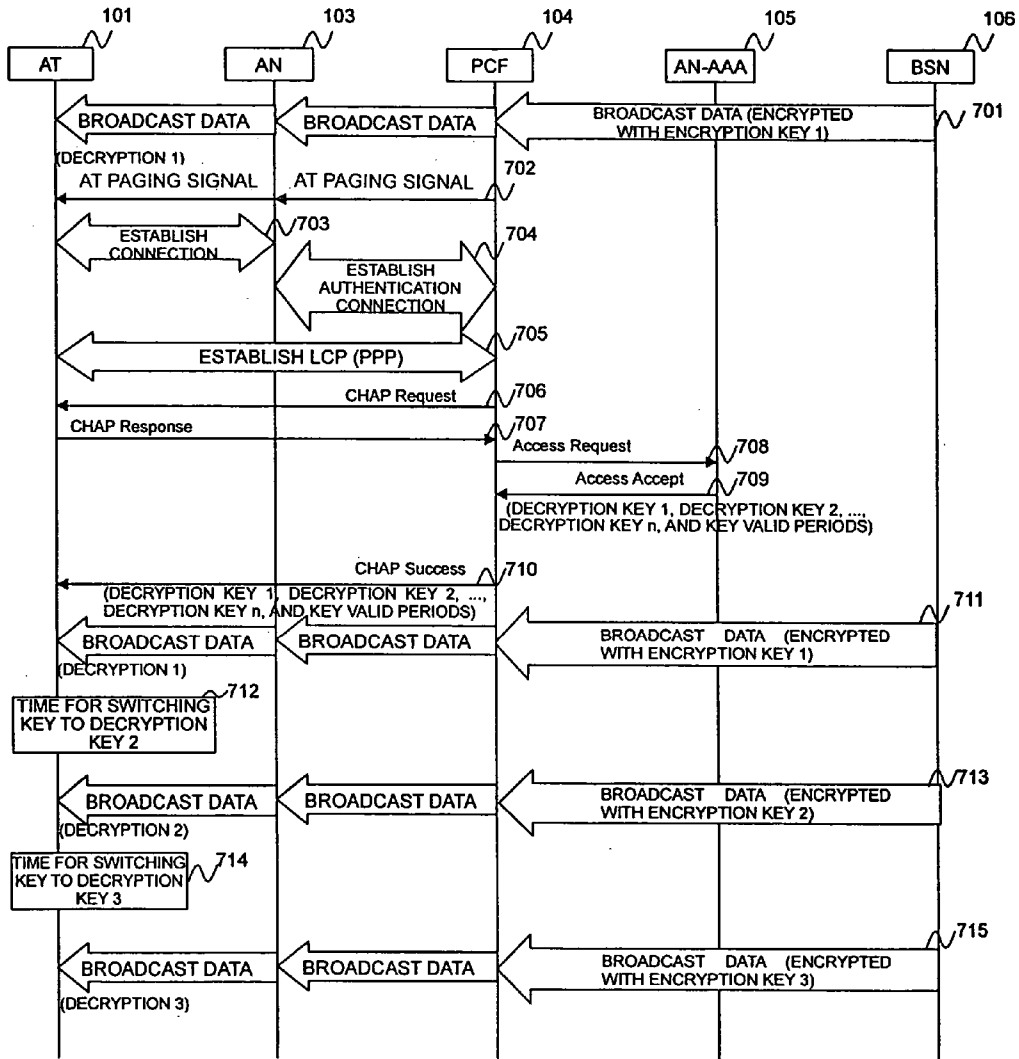 101
103
104
105
106
AT
AN
PCF
AN-AAA
BSN
BROADCAST DATA
BROADCAST DATA
BROADCAST DATA (ENCRYPTED
WITH ENCRYPTION KEY 1)
701
(DECRYPTION 1)
702
AT PAGING SIGNAL
AT PAGING SIGNAL
703
ESTABLISH
CONNECTION
704
ESTABLISH
AUTHENTICATION
CONNECTION
705
ESTABLISH LCP (PPP)
CHAP Request
706
CHAP Response
707
Access Request
708
Access Accept
709
(DECRYPTION KEY 1, DECRYPTION KEY 2, ...,
DECRYPTION KEY n, AND KEY VALID PERIODS)
CHAP Success
710
(DECRYPTION KEY 1, DECRYPTION KEY 2, ...,
DECRYPTION KEY n, AND KEY VALID PERIODS)
711
BROADCAST DATA
BROADCAST DATA
BROADCAST DATA (ENCRYPTED
WITH ENCRYPTION KEY 1)
(DECRYPTION 1)
712
TIME FOR SWITCHING
KEY TO DECRYPTION
KEY 2
713
BROADCAST DATA
BROADCAST DATA
BROADCAST DATA (ENCRYPTED
WITH ENCRYPTION KEY 2)
(DECRYPTION 2)
TIME FOR SWITCHING
KEY TO DECRYPTION
KEY 3
714
715
BROADCAST DATA
BROADCAST DATA
BROADCAST DATA (ENCRYPTED
WITH ENCRYPTION KEY 3)
(DECRYPTION 3)